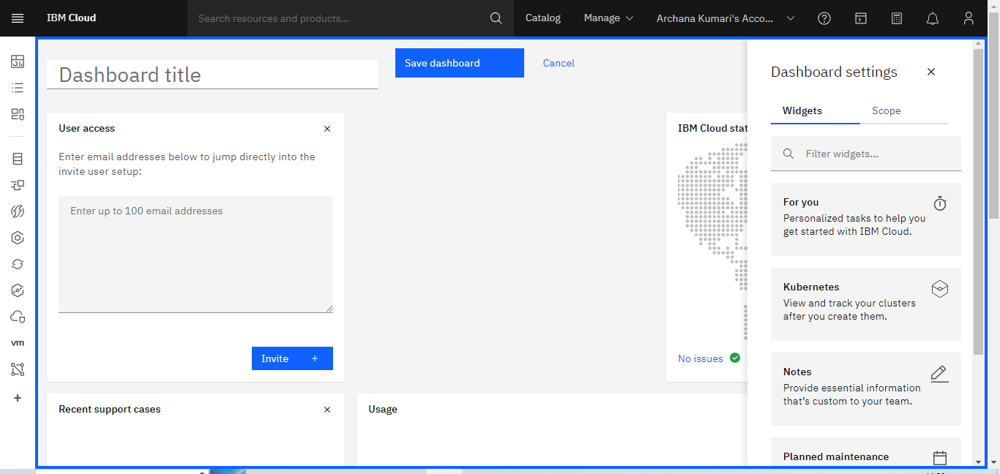 IBM Cloud
Search resources and products...
Catalog
Manage
Archana Kumari's Acco...
Dashboard title
Save dashboard
Cancel
User access
Enter email addresses below to jump directly into the
invite user setup:
Enter up to 100 email addresses
Invite +
IBM Cloud stat
No issues
Recent support cases
Usage
Dashboard settings
Widgets
Scope
Filter widgets...
For you
Personalized tasks to help you
get started with IBM Cloud.
Kubernetes
View and track your clusters
after you create them.
Notes
Provide essential information
that's custom to your team.
Planned maintenance
vm